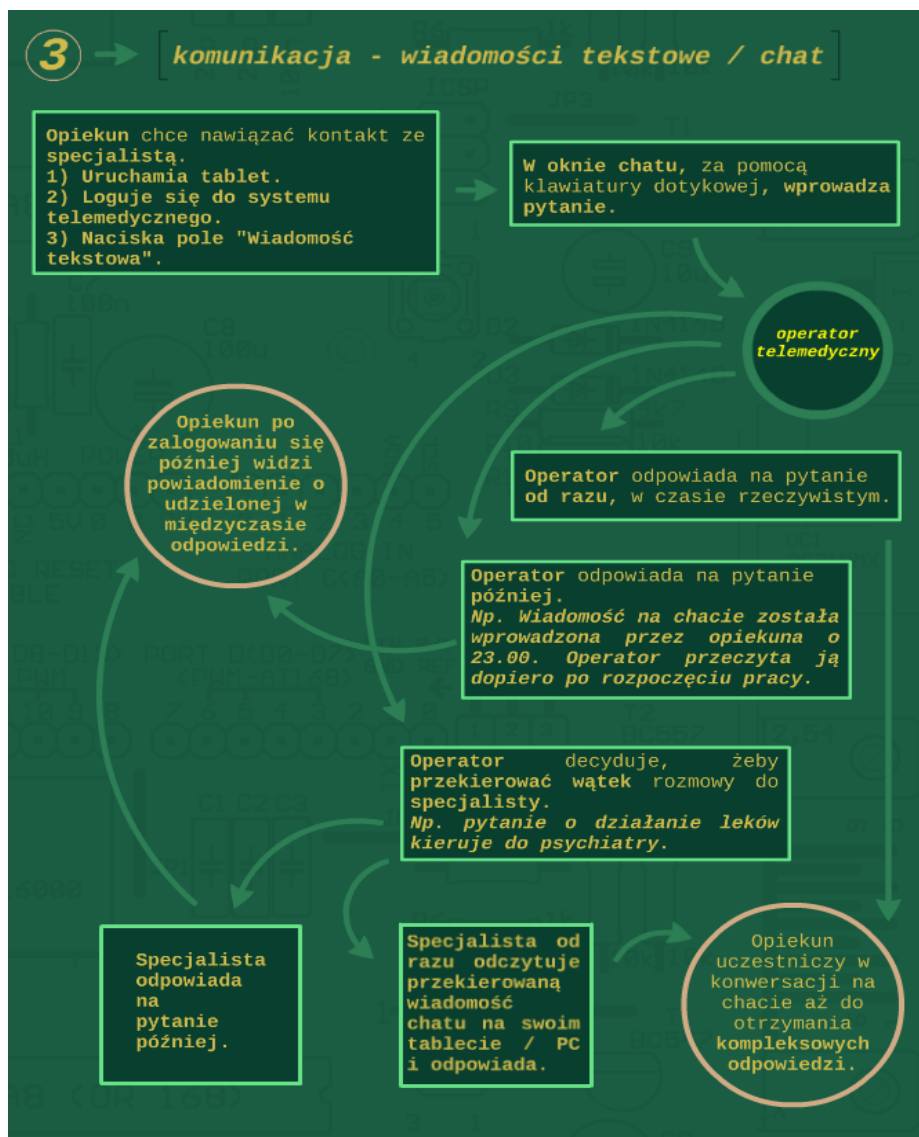 3
komunikacja - wiadomości tekstowe / chat
Opiekun chce nawiązać kontakt ze
specjalistą.
1) Uruchamia tablet.
2) Loguje się do systemu
telemedycznego.
3) Naciska pole "Wiadomość
tekstowa".
W oknie chatu, za pomocą
klawiatury dotykowej, wprowadza
pytanie.
operator
telemedyczny
Opiekun po
zalogowaniu się
później widzi
powiadomienie o
udzielonej w
międzyczasie
odpowiedzi.
Operator odpowiada na pytanie
od razu, w czasie rzeczywistym.
Operator odpowiada na pytanie
później.
Np. Wiadomość na chacie została
wprowadzona przez opiekuna o
23.00. Operator przeczyta ją
dopiero po rozpoczęciu pracy.
Operator decyduje, żeby
przekierować wątek rozmowy do
specjalisty.
Np. pytanie o działanie leków
kieruje do psychiatry.
Specjalista
odpowiada
na
pytanie
później.
Specjalista od
razu odczytuje
przekierowaną
wiadomość
chatu na swoim
tablecie / PC
i odpowiada.
Opiekun
uczestniczy w
konwersacji na
chacie aż do
otrzymania
kompleksowych
odpowiedzi.